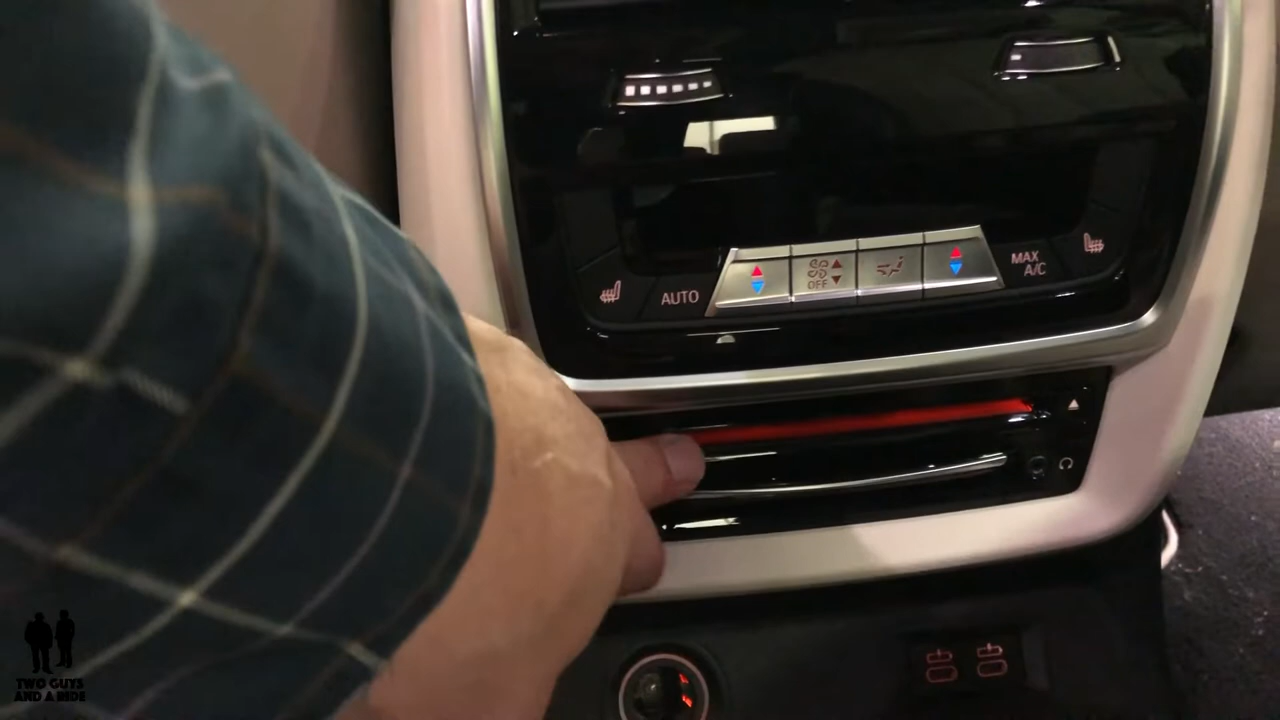 OFF
MAX
A/C
AUTO
TWO GUYS
AND A RIDE